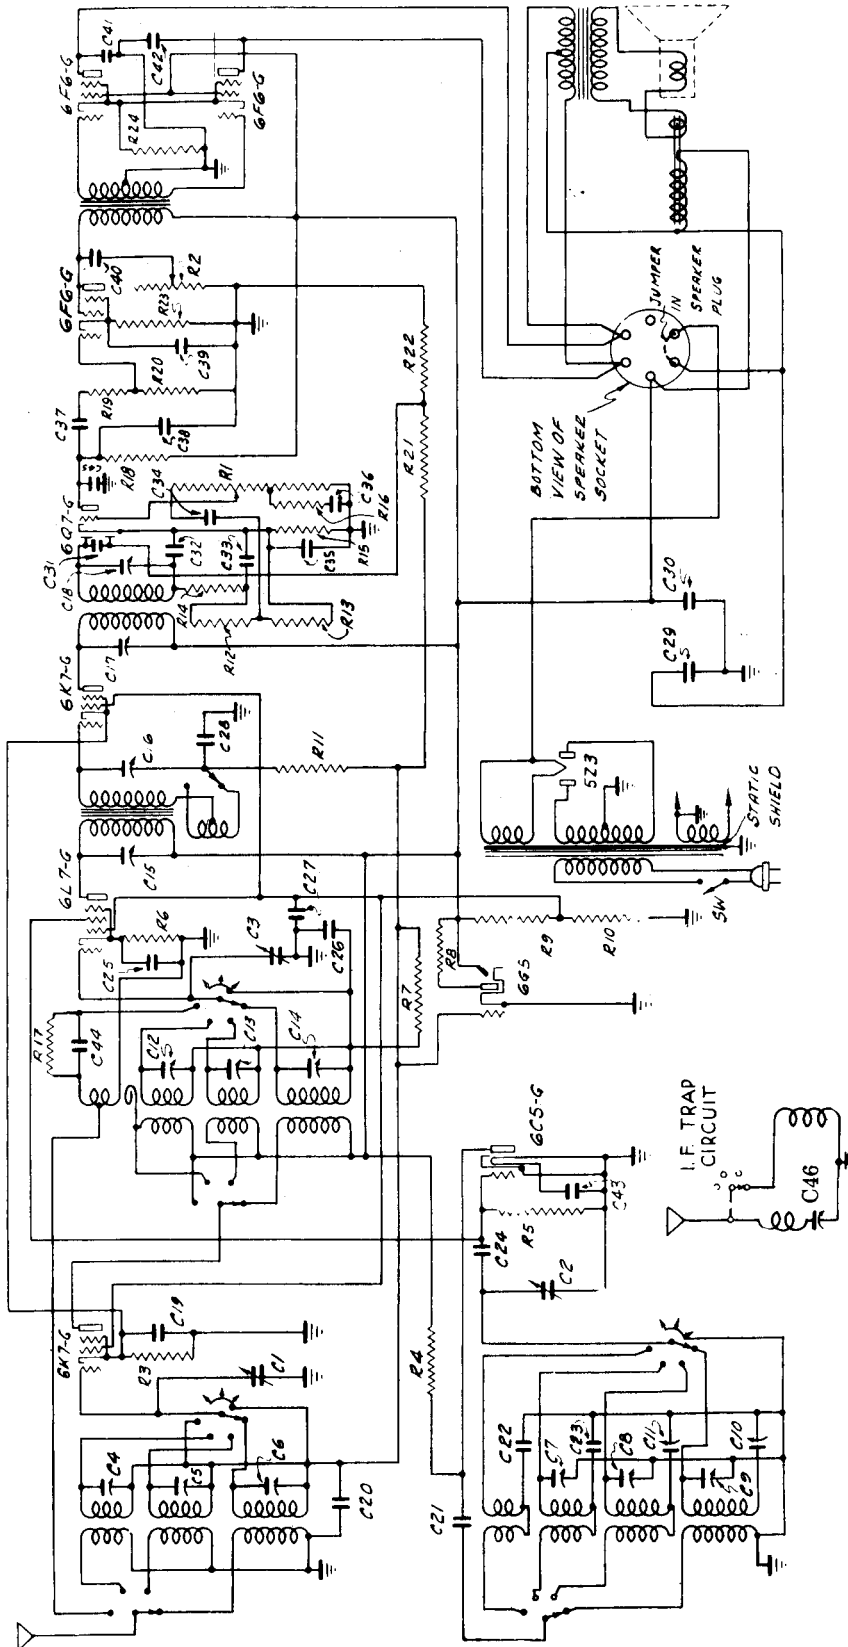 6F6-G
C41
C42
R24
6F6-G
6F6-G
C40
R2
R23
C39
R20
R19
C37
C38
R18
C45
R22
R21
6Q7-G
C34
R1
C36
R16
C35
R15
C31
C18
C32
C33
R14
R12
R13
6K7-G
C17
C16
C28
R11
6L7-G
C15
R6
C25
C27
C26
C3
R17
C44
C12
C13
C14
R7
R8
R9
R10
6G5
6K7-G
R3
C19
C1
C4
C5
C6
C20
R4
C21
6C5-G
C24
R5
C43
C2
C22
C7
C23
C8
C11
C9
C10
JUMPER
IN
SPEAKER
PLUG
BOTTOM
VIEW OF
SPEAKER
SOCKET
C30
C29
5Z3
STATIC
SHIELD
SW
I.F. TRAP
CIRCUIT
C46